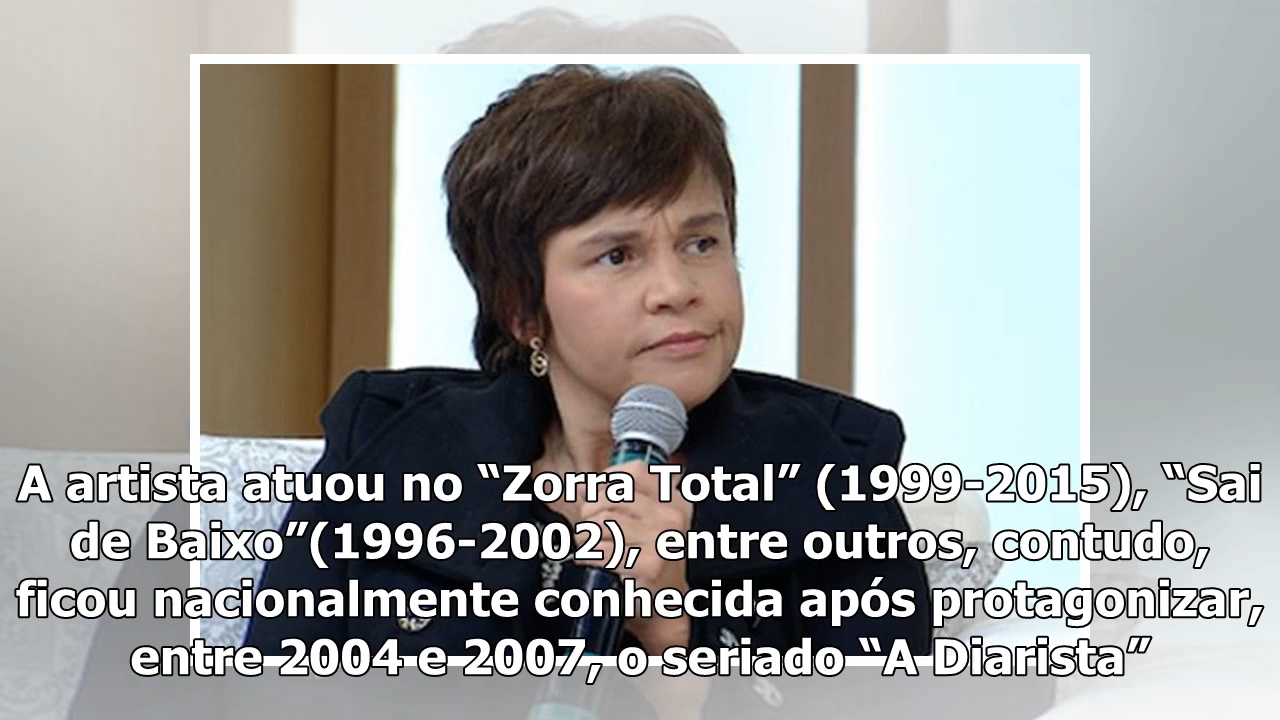 A artista atuou no “Zorra Total” (1999-2015), “Sai
de Baixo”(1996-2002), entre outros, contudo,
ficou nacionalmente conhecida após protagonizar,
entre 2004 e 2007, o seriado “A Diarista”